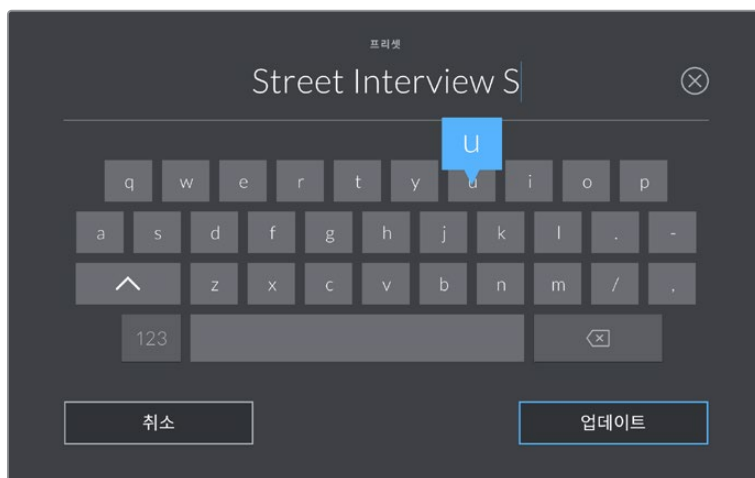 프리셋
Street Interview S
u
q w e r t y u i o p
a s d f g h j k l . -
z x c v b n m / ,
123
취소 업데이트